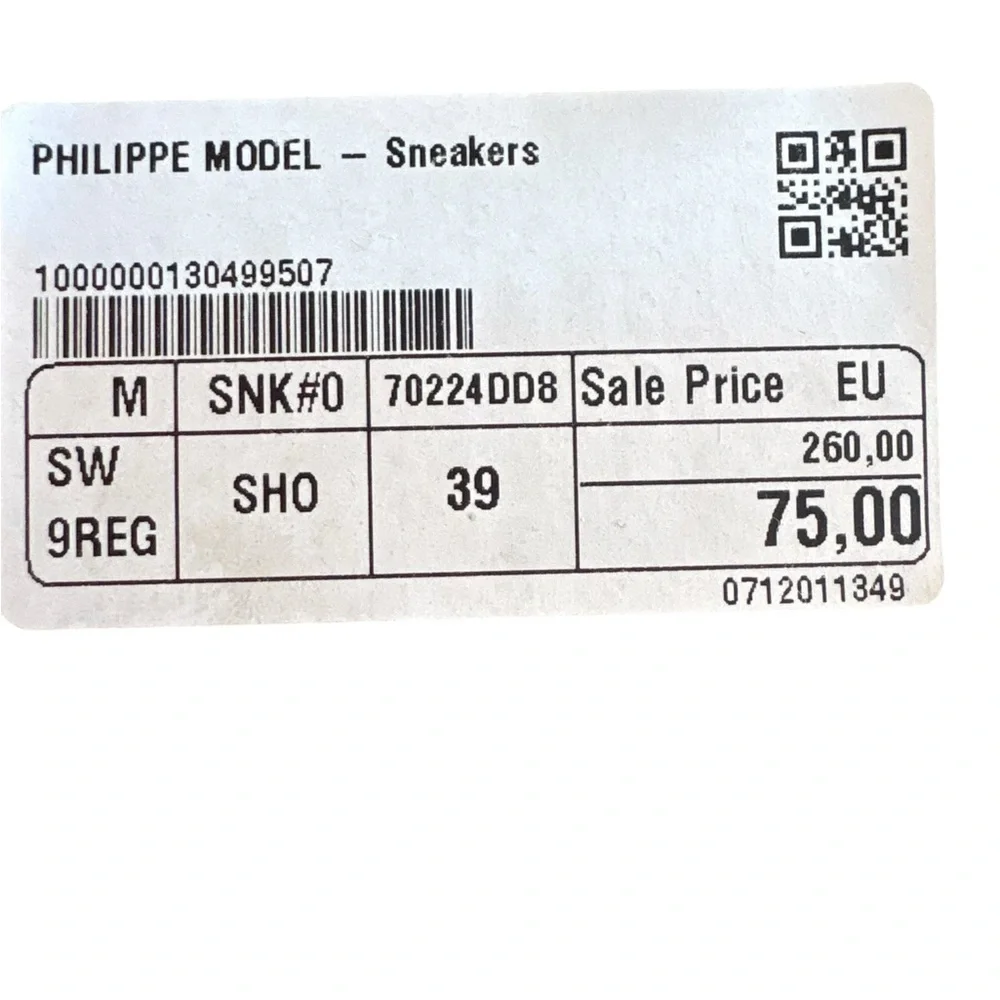 PHILIPPE MODEL – Sneakers
1000000130499507
M SNK#0 70224DD8 Sale Price EU
SW
9REG
SHO
39
260,00
75,00
0712011349